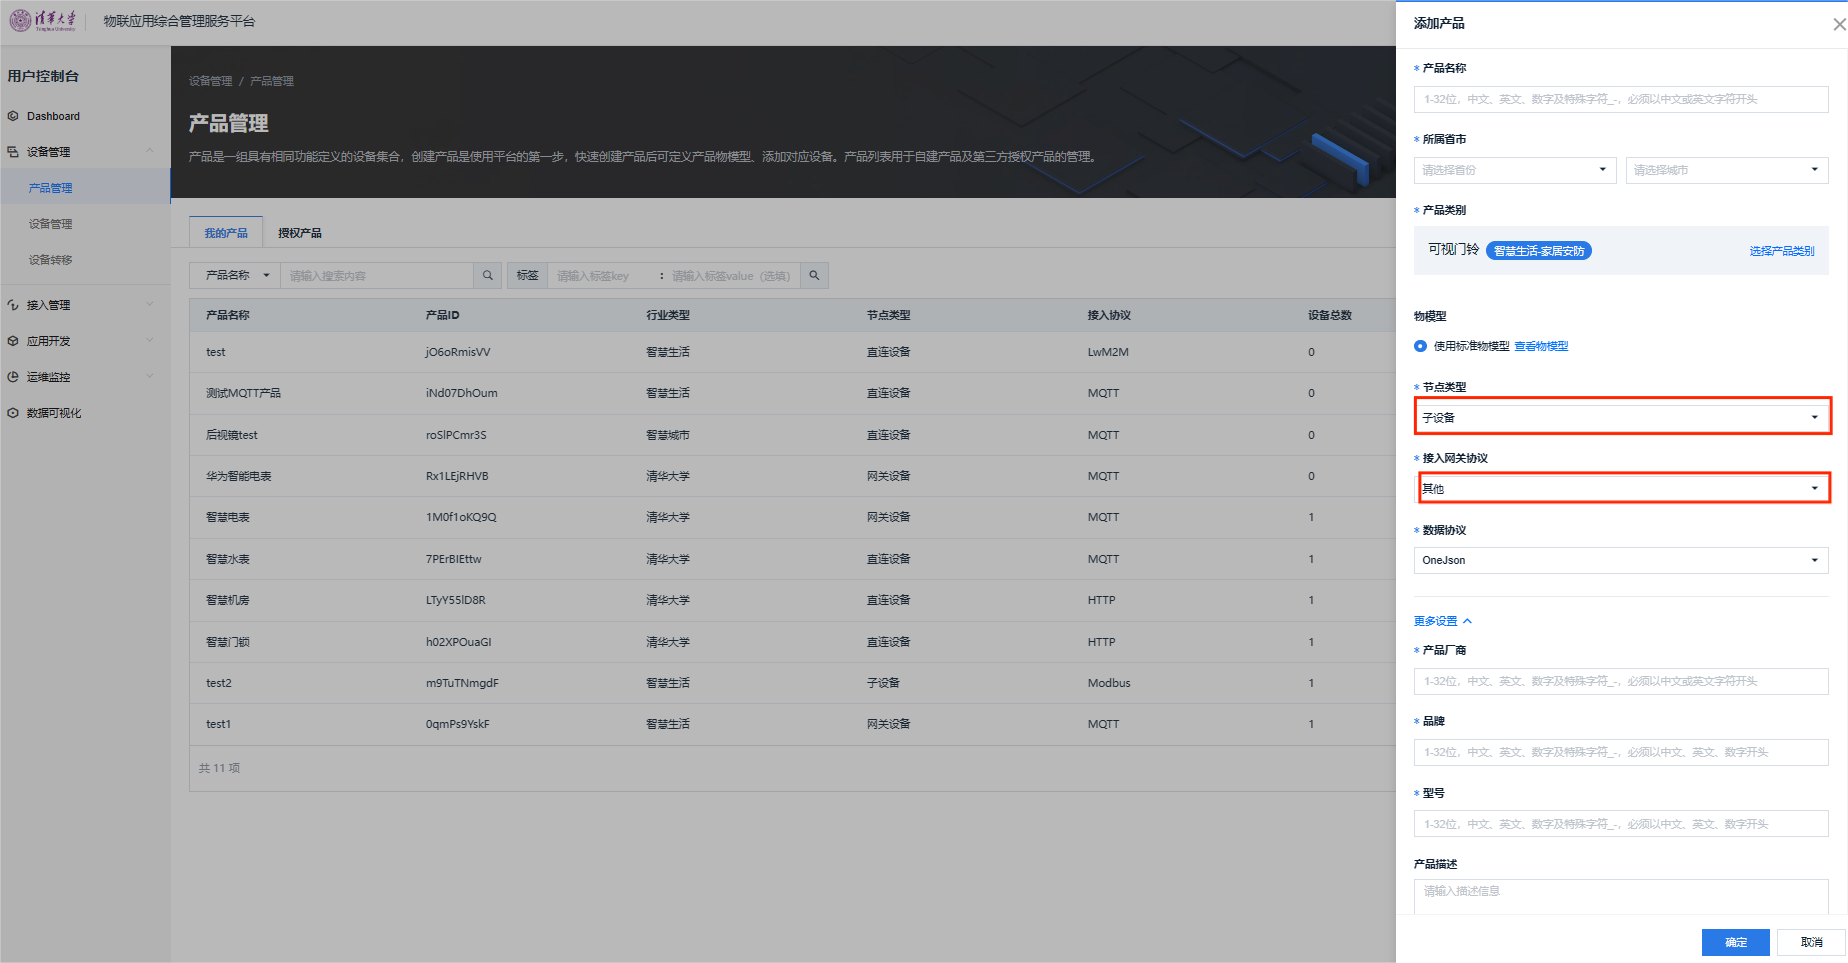 清华大学
Tsinghua University
物联应用综合管理服务平台
用户控制台
Dashboard
设备管理
产品管理
设备管理
设备转移
接入管理
应用开发
运维监控
数据可视化
设备管理 / 产品管理
产品管理
产品是一组具有相同功能定义的设备集合，创建产品是使用平台的第一步，快速创建产品后可定义产品物模型、添加对应设备。产品列表用于自建产品及第三方授权产品的管理。
我的产品 授权产品
产品名称 请输入搜索内容 标签 请输入标签key : 请输入标签value（选填）
产品名称 产品ID 行业类型 节点类型 接入协议 设备总数
test jO6oRmisVV 智慧生活 直连设备 LwM2M 0
测试MQTT产品 iNd07DhOum 智慧生活 直连设备 MQTT 0
后视镜test roSlPCmr3S 智慧城市 直连设备 MQTT 0
华为智能电表 Rx1LEjRHVB 清华大学 网关设备 MQTT 0
智慧电表 1M0f1oKQ9Q 清华大学 网关设备 MQTT 1
智慧水表 7PErBIEttw 清华大学 直连设备 MQTT 1
智慧机房 LTyY55lD8R 清华大学 直连设备 HTTP 1
智慧门锁 h02XPOuaGI 清华大学 直连设备 HTTP 1
test2 m9TuTNmgdF 智慧生活 子设备 Modbus 1
test1 0qmPs9YskF 智慧生活 网关设备 MQTT 1
共 11 项
添加产品
* 产品名称
1-32位，中文、英文、数字及特殊字符_-，必须以中文或英文字符开头
* 所属省市
请选择省份 请选择城市
* 产品类别
可视门铃 智慧生活-家居安防 选择产品类别
物模型
使用标准物模型 查看物模型
* 节点类型
子设备
* 接入网关协议
其他
* 数据协议
OneJson
更多设置
* 产品厂商
1-32位，中文、英文、数字及特殊字符_-，必须以中文或英文字符开头
* 品牌
1-32位，中文、英文、数字及特殊字符_-，必须以中文、英文、数字开头
* 型号
1-32位，中文、英文、数字及特殊字符_-，必须以中文、英文、数字开头
产品描述
请输入描述信息
确定 取消